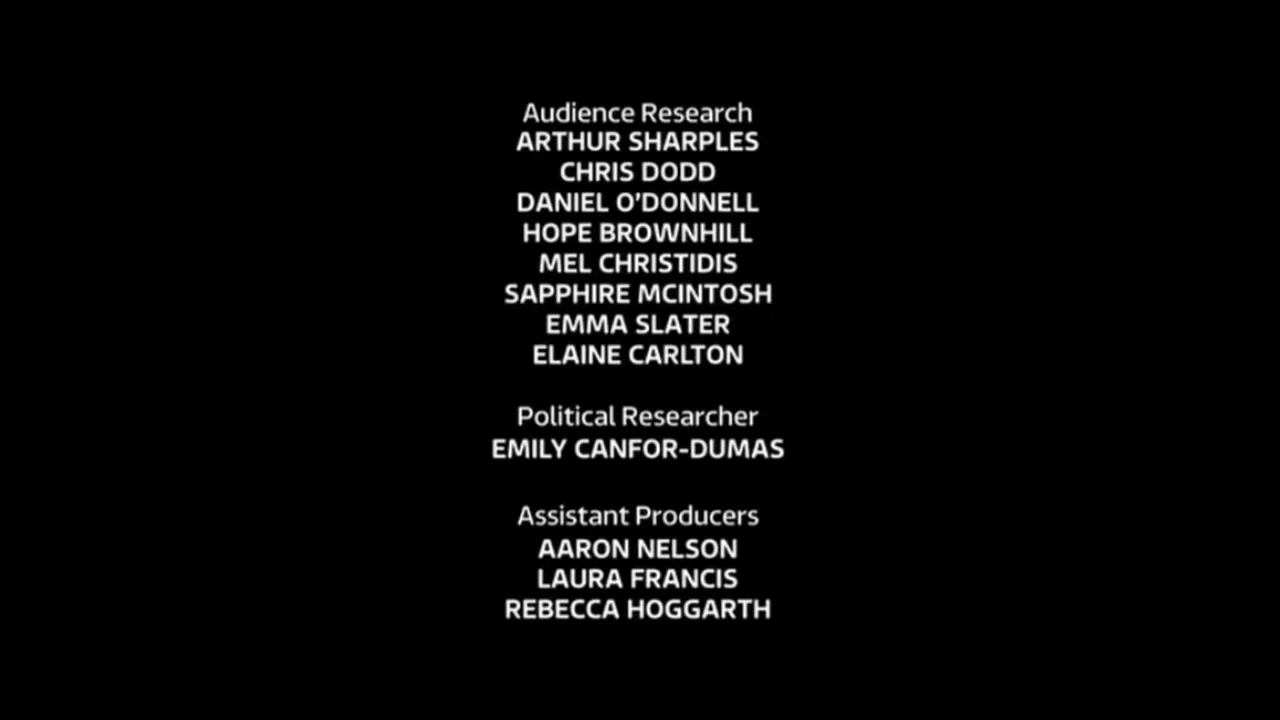 Audience Research
ARTHUR SHARPLES
CHRIS DODD
DANIEL O’DONNELL
HOPE BROWNHILL
MEL CHRISTIDIS
SAPPHIRE MCINTOSH
EMMA SLATER
ELAINE CARLTON
Political Researcher
EMILY CANFOR-DUMAS
Assistant Producers
AARON NELSON
LAURA FRANCIS
REBECCA HOGGARTH